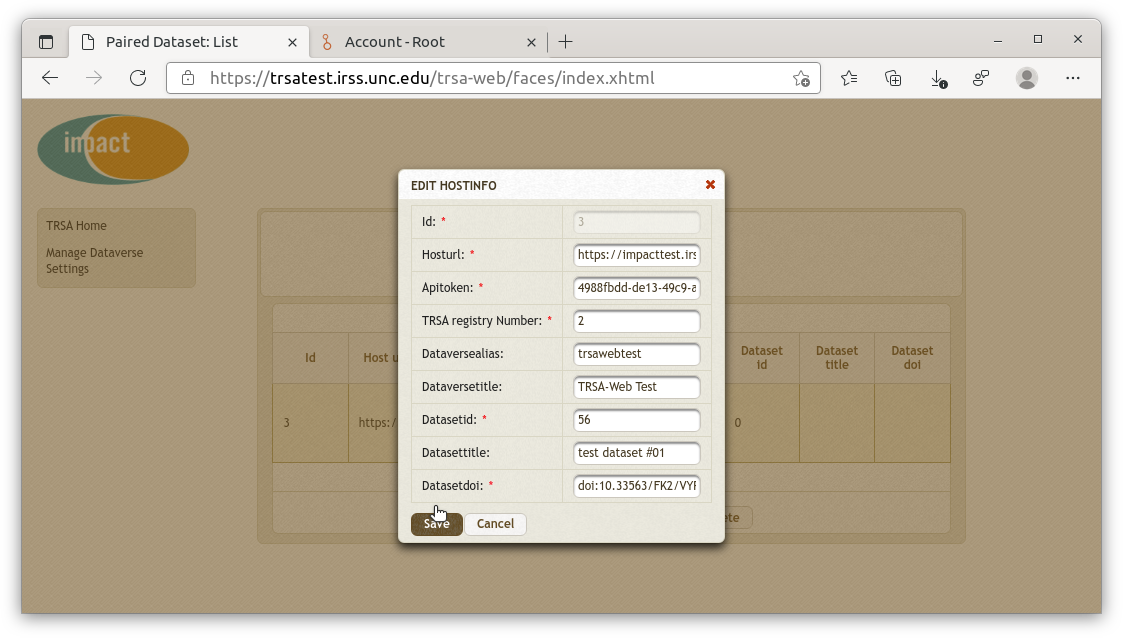 Paired Dataset: List
Account - Root
https://trsatest.irss.unc.edu/trsa-web/faces/index.xhtml
impact
TRSA Home
Manage Dataverse
Settings
EDIT HOSTINFO
Id: *
3
Hosturl: *
https://impacttest.irs
Apitoken: *
4988fbdd-de13-49c9-a
TRSA registry Number: *
2
Dataversealias:
trsawebtest
Dataversetitle:
TRSA-Web Test
Datasetid: *
56
Datasettitle:
test dataset #01
Datasetdoi: *
doi:10.33563/FK2/VY
Save
Cancel
Id
Host u
Dataset
id
Dataset
title
Dataset
doi
3
https:/
0
te